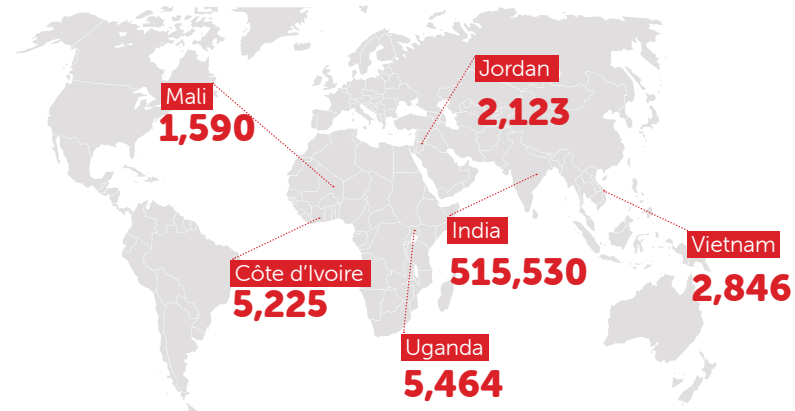 Jordan
2,123
Mali
1,590
India
515,530
Vietnam
2,846
Côte d'Ivoire
5,225
Uganda
5,464